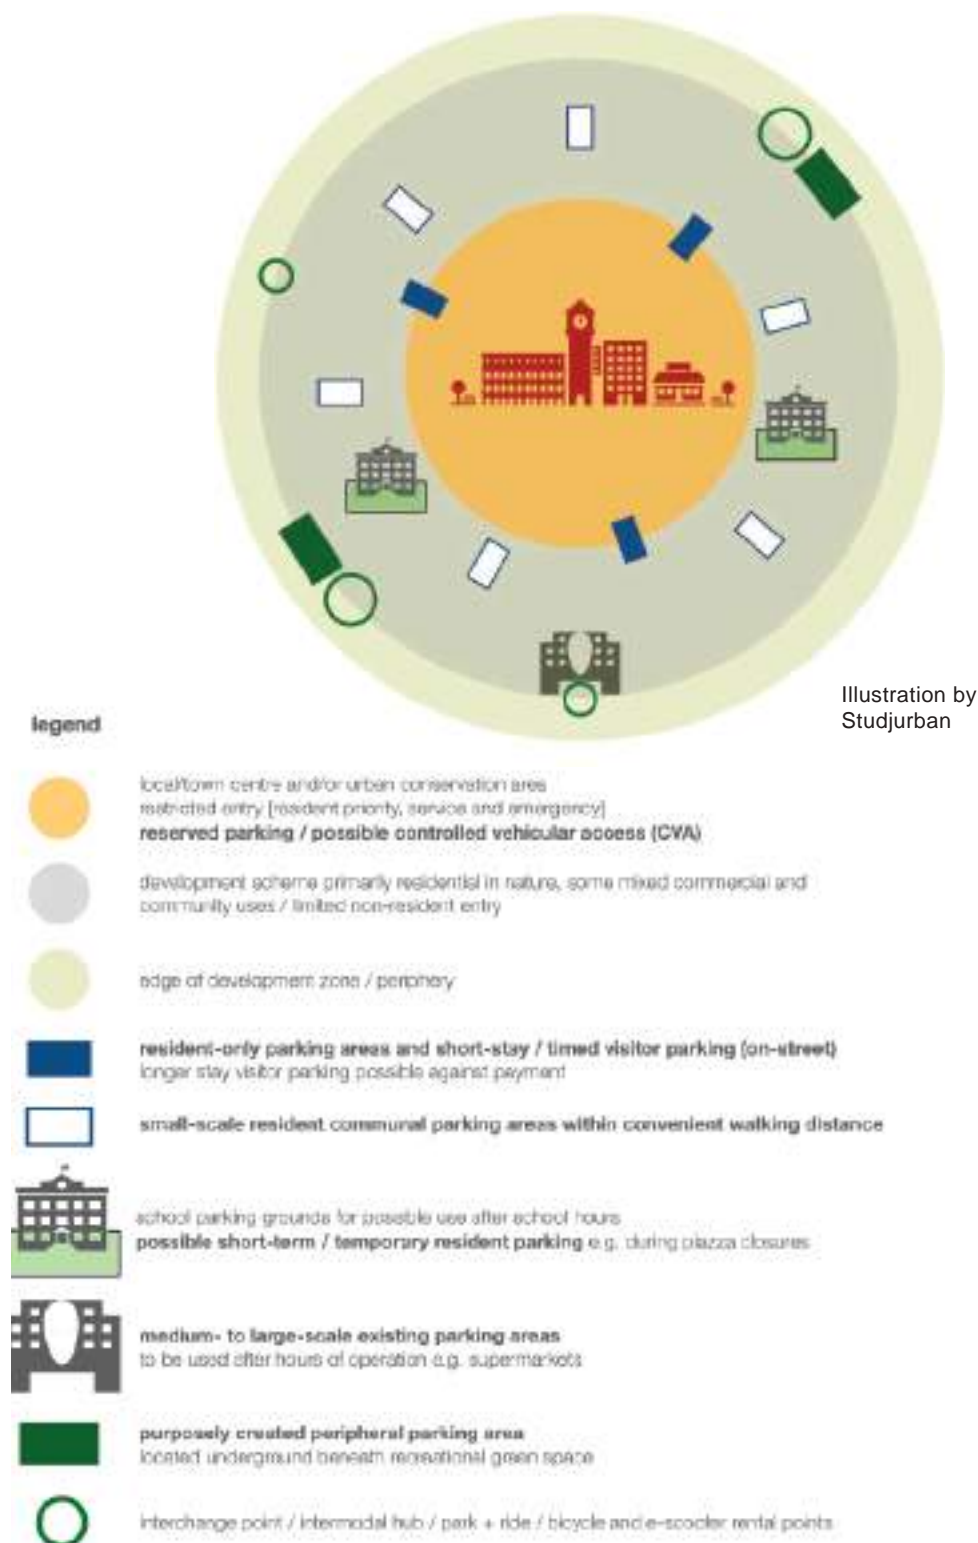 Illustration by
Studjurban
legend
local/town centre and/or urban conservation area
restricted entry [resident priority, service and emergency]
reserved parking / possible controlled vehicular access (CVA)
development scheme primarily residential in nature, some mixed commercial and
community uses / limited non-resident entry
edge of development zone / periphery
resident-only parking areas and short-stay / timed visitor parking (on-street)
longer stay visitor parking possible against payment
small-scale resident communal parking areas within convenient walking distance
school parking grounds for possible use after school hours
possible short-term / temporary resident parking e.g. during piazza closures
medium- to large-scale existing parking areas
to be used after hours of operation e.g. supermarkets
purposely created peripheral parking area
located underground beneath recreational green space
interchange point / intermodal hub / park + ride / bicycle and e-scooter rental points